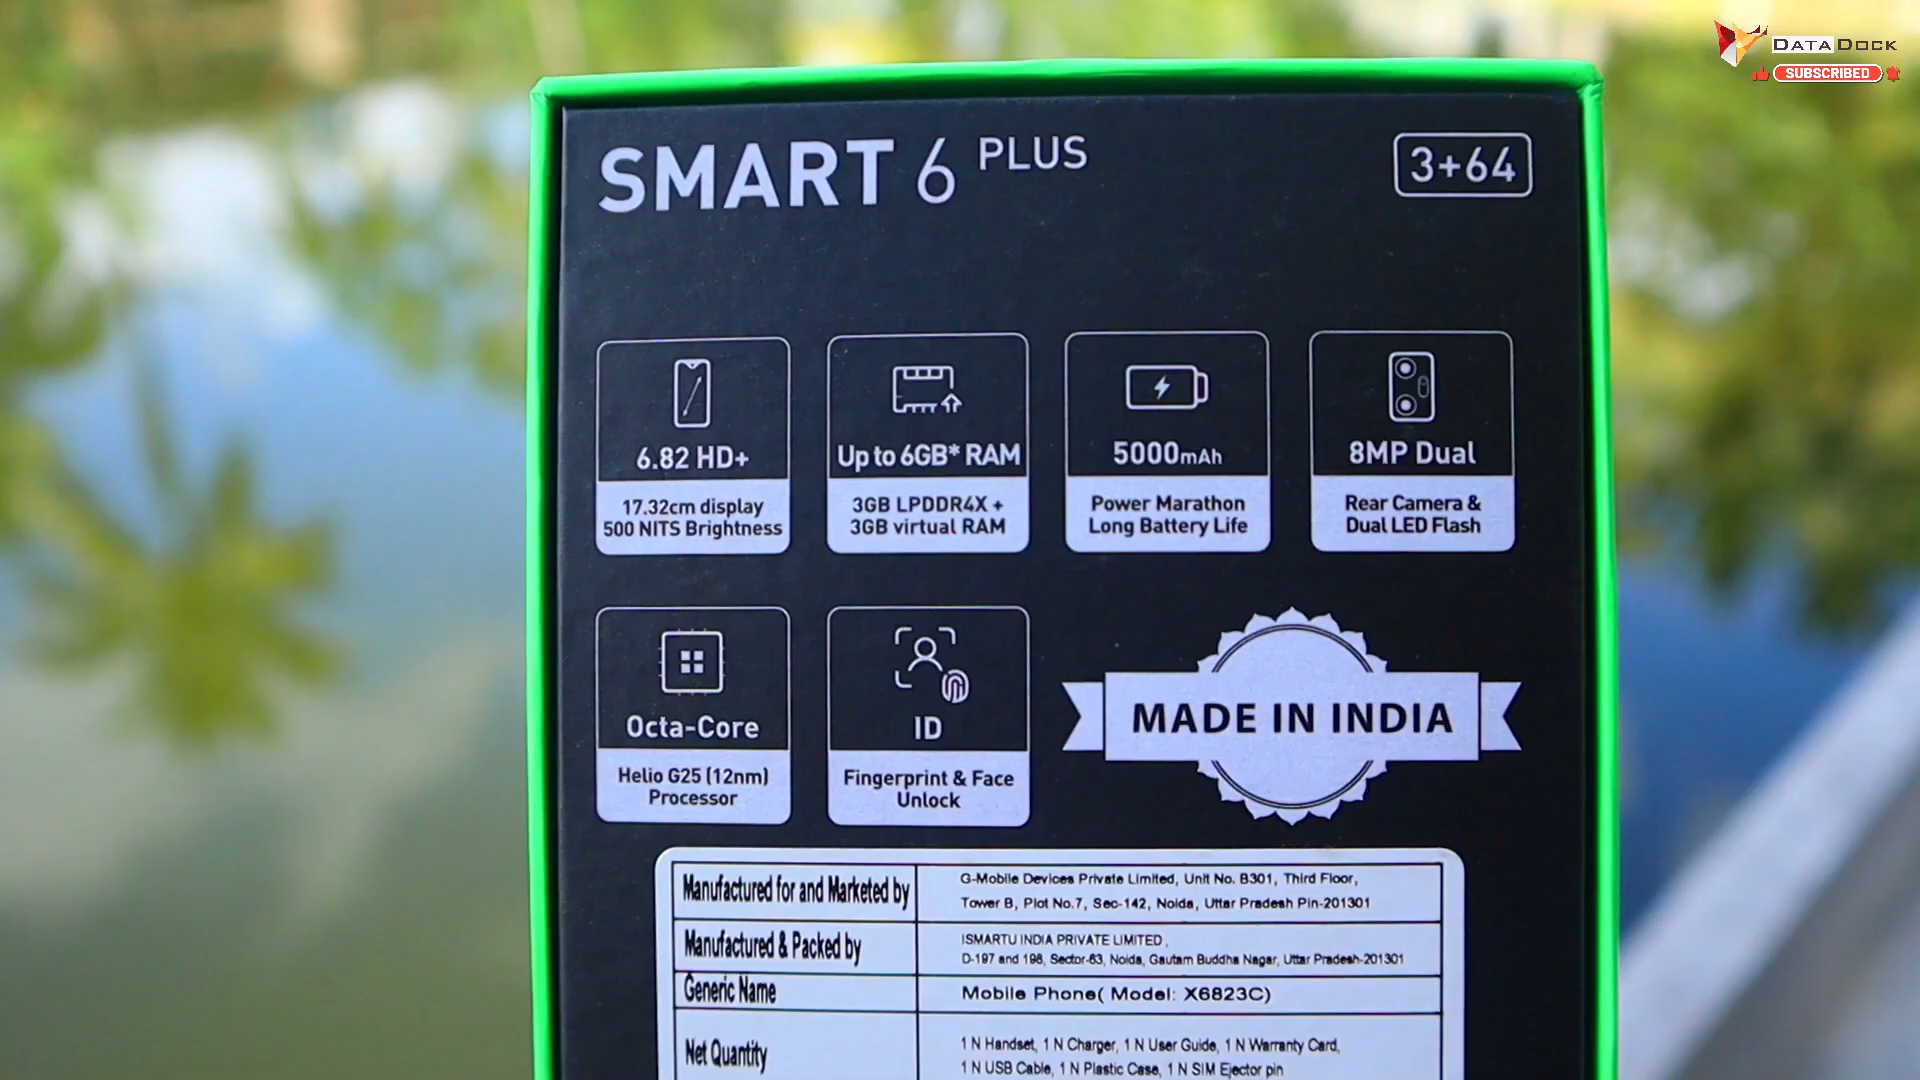 DATA DOCK
SUBSCRIBED
SMART 6 PLUS
3+64
6.82 HD+
17.32cm display
500 NITS Brightness
Up to 6GB* RAM
3GB LPDDR4X +
3GB virtual RAM
5000mAh
Power Marathon
Long Battery Life
8MP Dual
Rear Camera &
Dual LED Flash
Octa-Core
Helio G25 (12nm)
Processor
ID
Fingerprint & Face
Unlock
MADE IN INDIA
Manufactured for and Marketed by
G-Mobile Devices Private Limited, Unit No. B301, Third Floor,
Tower B, Plot No.7, Sec-142, Noida, Uttar Pradesh Pin-201301
Manufactured & Packed by
ISMARTU INDIA PRIVATE LIMITED,
D-197 and 198, Sector-63, Noida, Gautam Buddha Nagar, Uttar Pradesh-201301
Generic Name
Mobile Phone( Model: X6823C)
Net Quantity
1 N Handset, 1 N Charger, 1 N User Guide, 1 N Warranty Card,
1 N USB Cable, 1 N Plastic Case, 1 N SIM Ejector pin